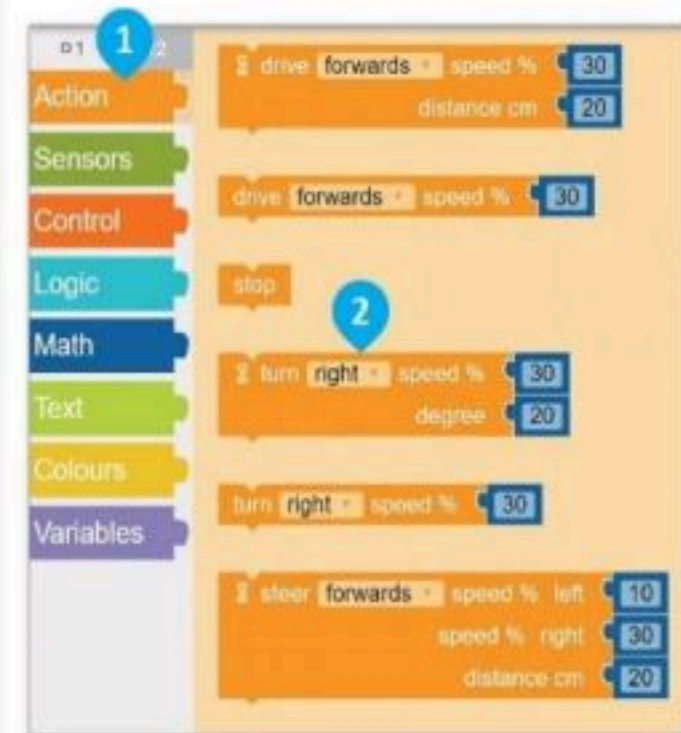 1 1 2
Action
Sensors
Control
Logic
Math
Text
Colours
Variables
drive forwards speed % 30
distance cm 20
drive forwards speed % 30
stop
2
turn right speed % 30
degree 20
turn right speed % 30
steer forwards speed % left 10
speed % right 30
distance cm 20